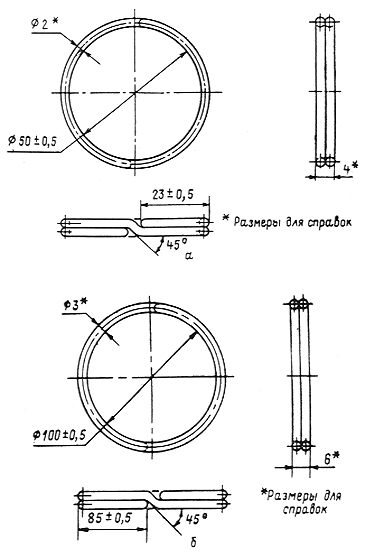 Ø2*
Ø50±0,5
4*
23±0,5
45°
* Размеры для справок
а
Ø3*
Ø100±0,5
6*
85±0,5
45°
*Размеры для
справок
б